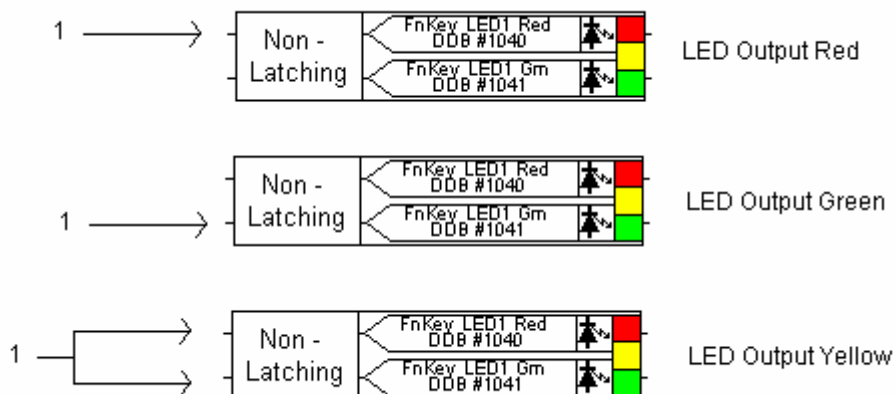 1
Non -
Latching
FnKey LED1 Red
DDB #1040
FnKey LED1 Grn
DDB #1041
LED Output Red
1
Non -
Latching
FnKey LED1 Red
DDB #1040
FnKey LED1 Grn
DDB #1041
LED Output Green
1
Non -
Latching
FnKey LED1 Red
DDB #1040
FnKey LED1 Grn
DDB #1041
LED Output Yellow